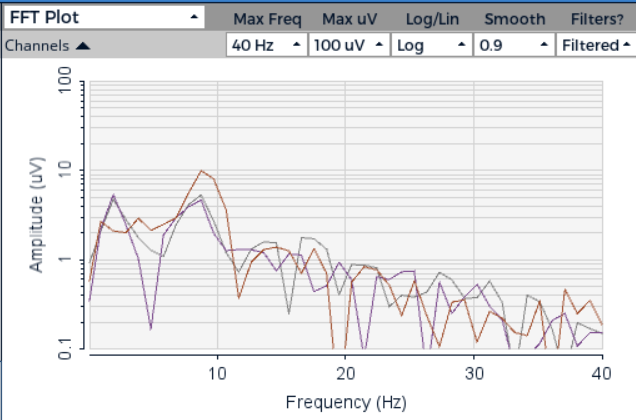 FFT Plot
Max Freq Max uV Log/Lin Smooth Filters?
Channels 40 Hz 100 uV Log 0.9 Filtered
100
10
1
0.1
Amplitude (uV)
10 20 30 40
Frequency (Hz)